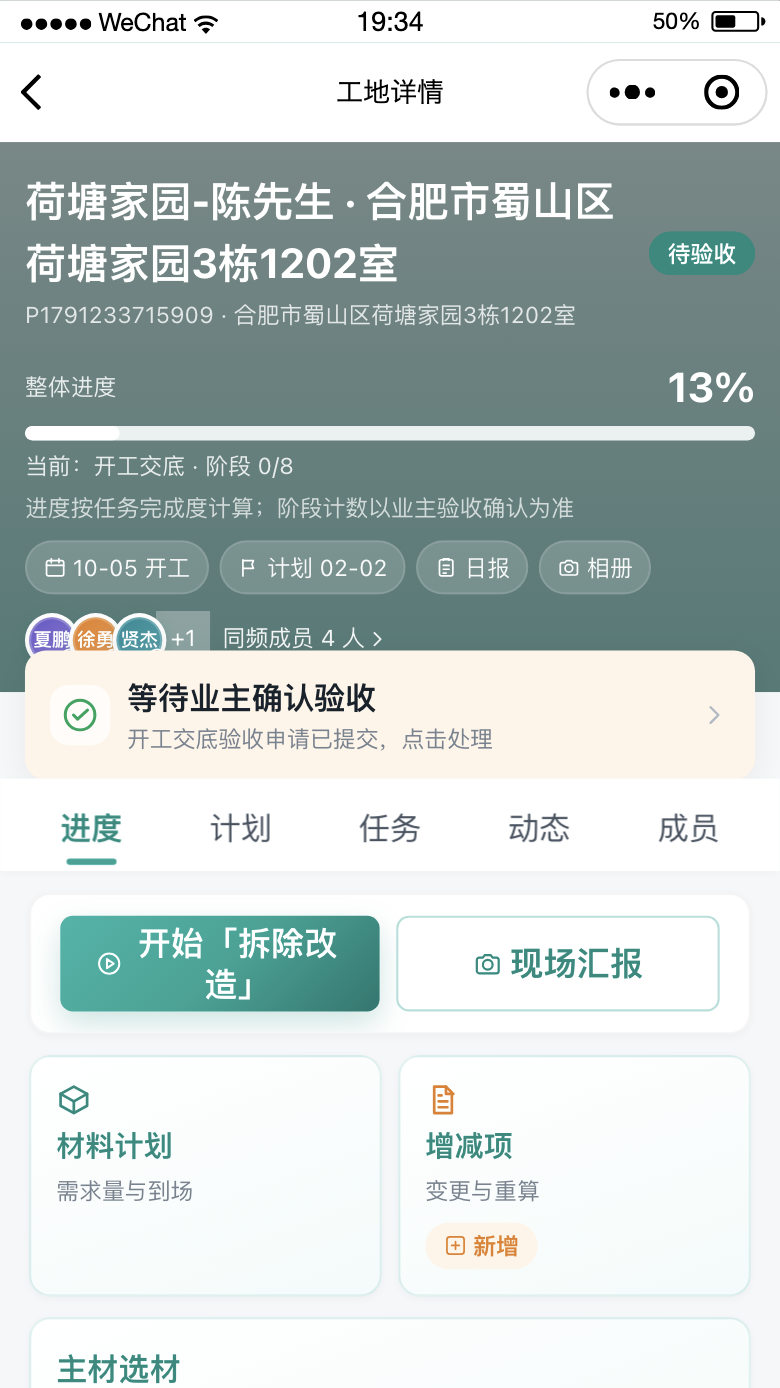 WeChat 19:34 50%
工地详情
荷塘家园-陈先生 · 合肥市蜀山区
荷塘家园3栋1202室
待验收
P1791233715909 · 合肥市蜀山区荷塘家园3栋1202室
整体进度 13%
当前：开工交底 · 阶段 0/8
进度按任务完成度计算；阶段计数以业主验收确认为准
10-05 开工 计划 02-02 日报 相册
夏鹏 徐勇 贤杰 +1 同频成员 4 人
等待业主确认验收
开工交底验收申请已提交，点击处理
进度 计划 任务 动态 成员
开始「拆除改
造」
现场汇报
材料计划
需求量与到场
增减项
变更与重算
新增
主材选材